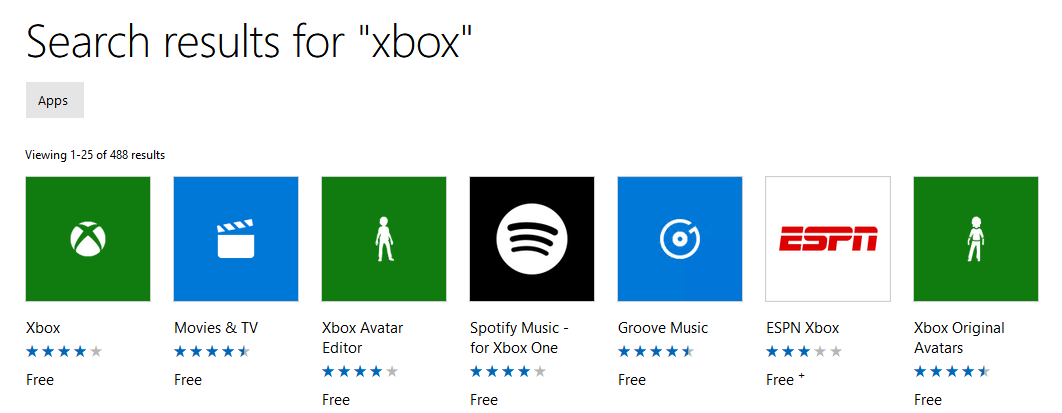 Search results for "xbox"
Apps
Viewing 1-25 of 488 results
ESPN
Xbox
Free
Movies & TV
Free
Xbox Avatar
Editor
Free
Spotify Music -
for Xbox One
Free
Groove Music
Free
ESPN Xbox
Free +
Xbox Original
Avatars
Free